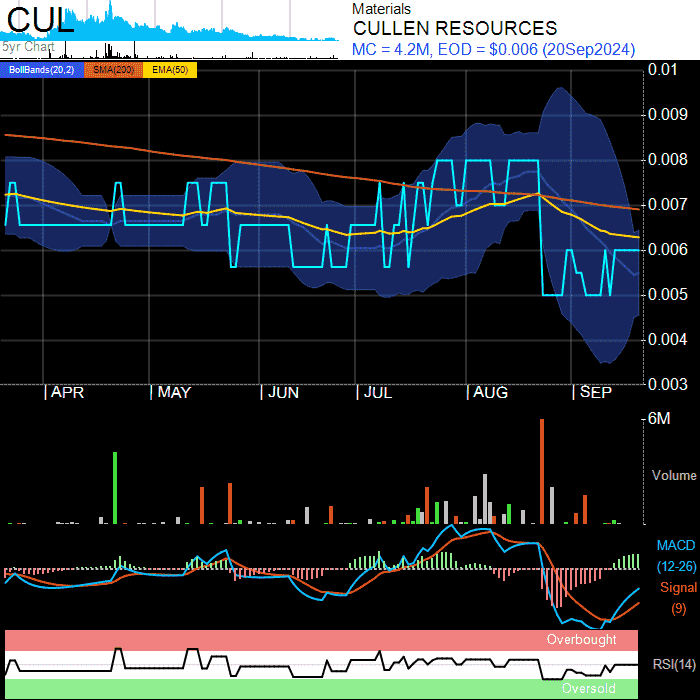 CUL
5yr Chart
Materials
CULLEN RESOURCES
MC = 4.2M, EOD = $0.006 (20Sep2024)
BollBands(20,2) SMA(200) EMA(50)
0.01
0.009
0.008
0.007
0.006
0.005
0.004
0.003
APR MAY JUN JUL AUG SEP
6M
Volume
MACD
(12-26)
Signal
(9)
Overbought
RSI(14)
Oversold